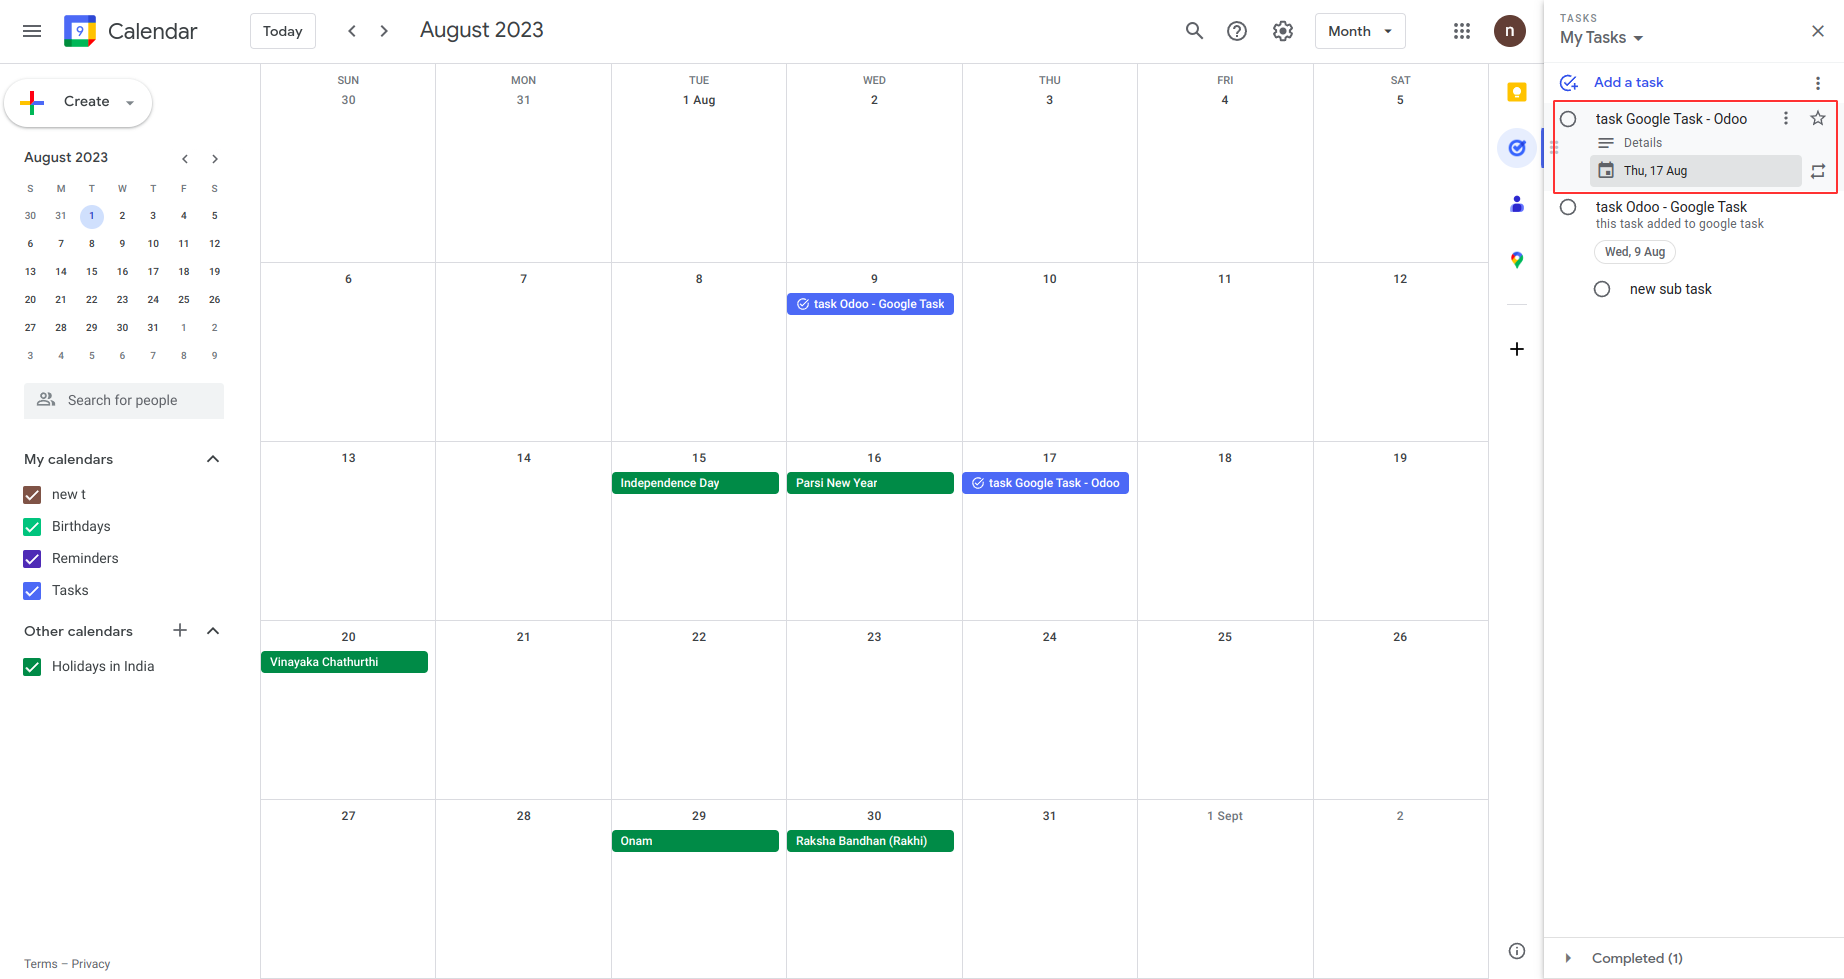 9 Calendar Today August 2023 Month n
Create
August 2023
S M T W T F S
30 31 1 2 3 4 5
6 7 8 9 10 11 12
13 14 15 16 17 18 19
20 21 22 23 24 25 26
27 28 29 30 31 1 2
3 4 5 6 7 8 9
Search for people
My calendars
new t
Birthdays
Reminders
Tasks
Other calendars
Holidays in India
Terms – Privacy
SUN MON TUE WED THU FRI SAT
30 31 1 Aug 2 3 4 5
6 7 8 9 10 11 12
task Odoo - Google Task
13 14 15 16 17 18 19
Independence Day Parsi New Year task Google Task - Odoo
20 21 22 23 24 25 26
Vinayaka Chathurthi
27 28 29 30 31 1 Sept 2
Onam Raksha Bandhan (Rakhi)
TASKS
My Tasks
Add a task
task Google Task - Odoo
Details
Thu, 17 Aug
task Odoo - Google Task
this task added to google task
Wed, 9 Aug
new sub task
Completed (1)